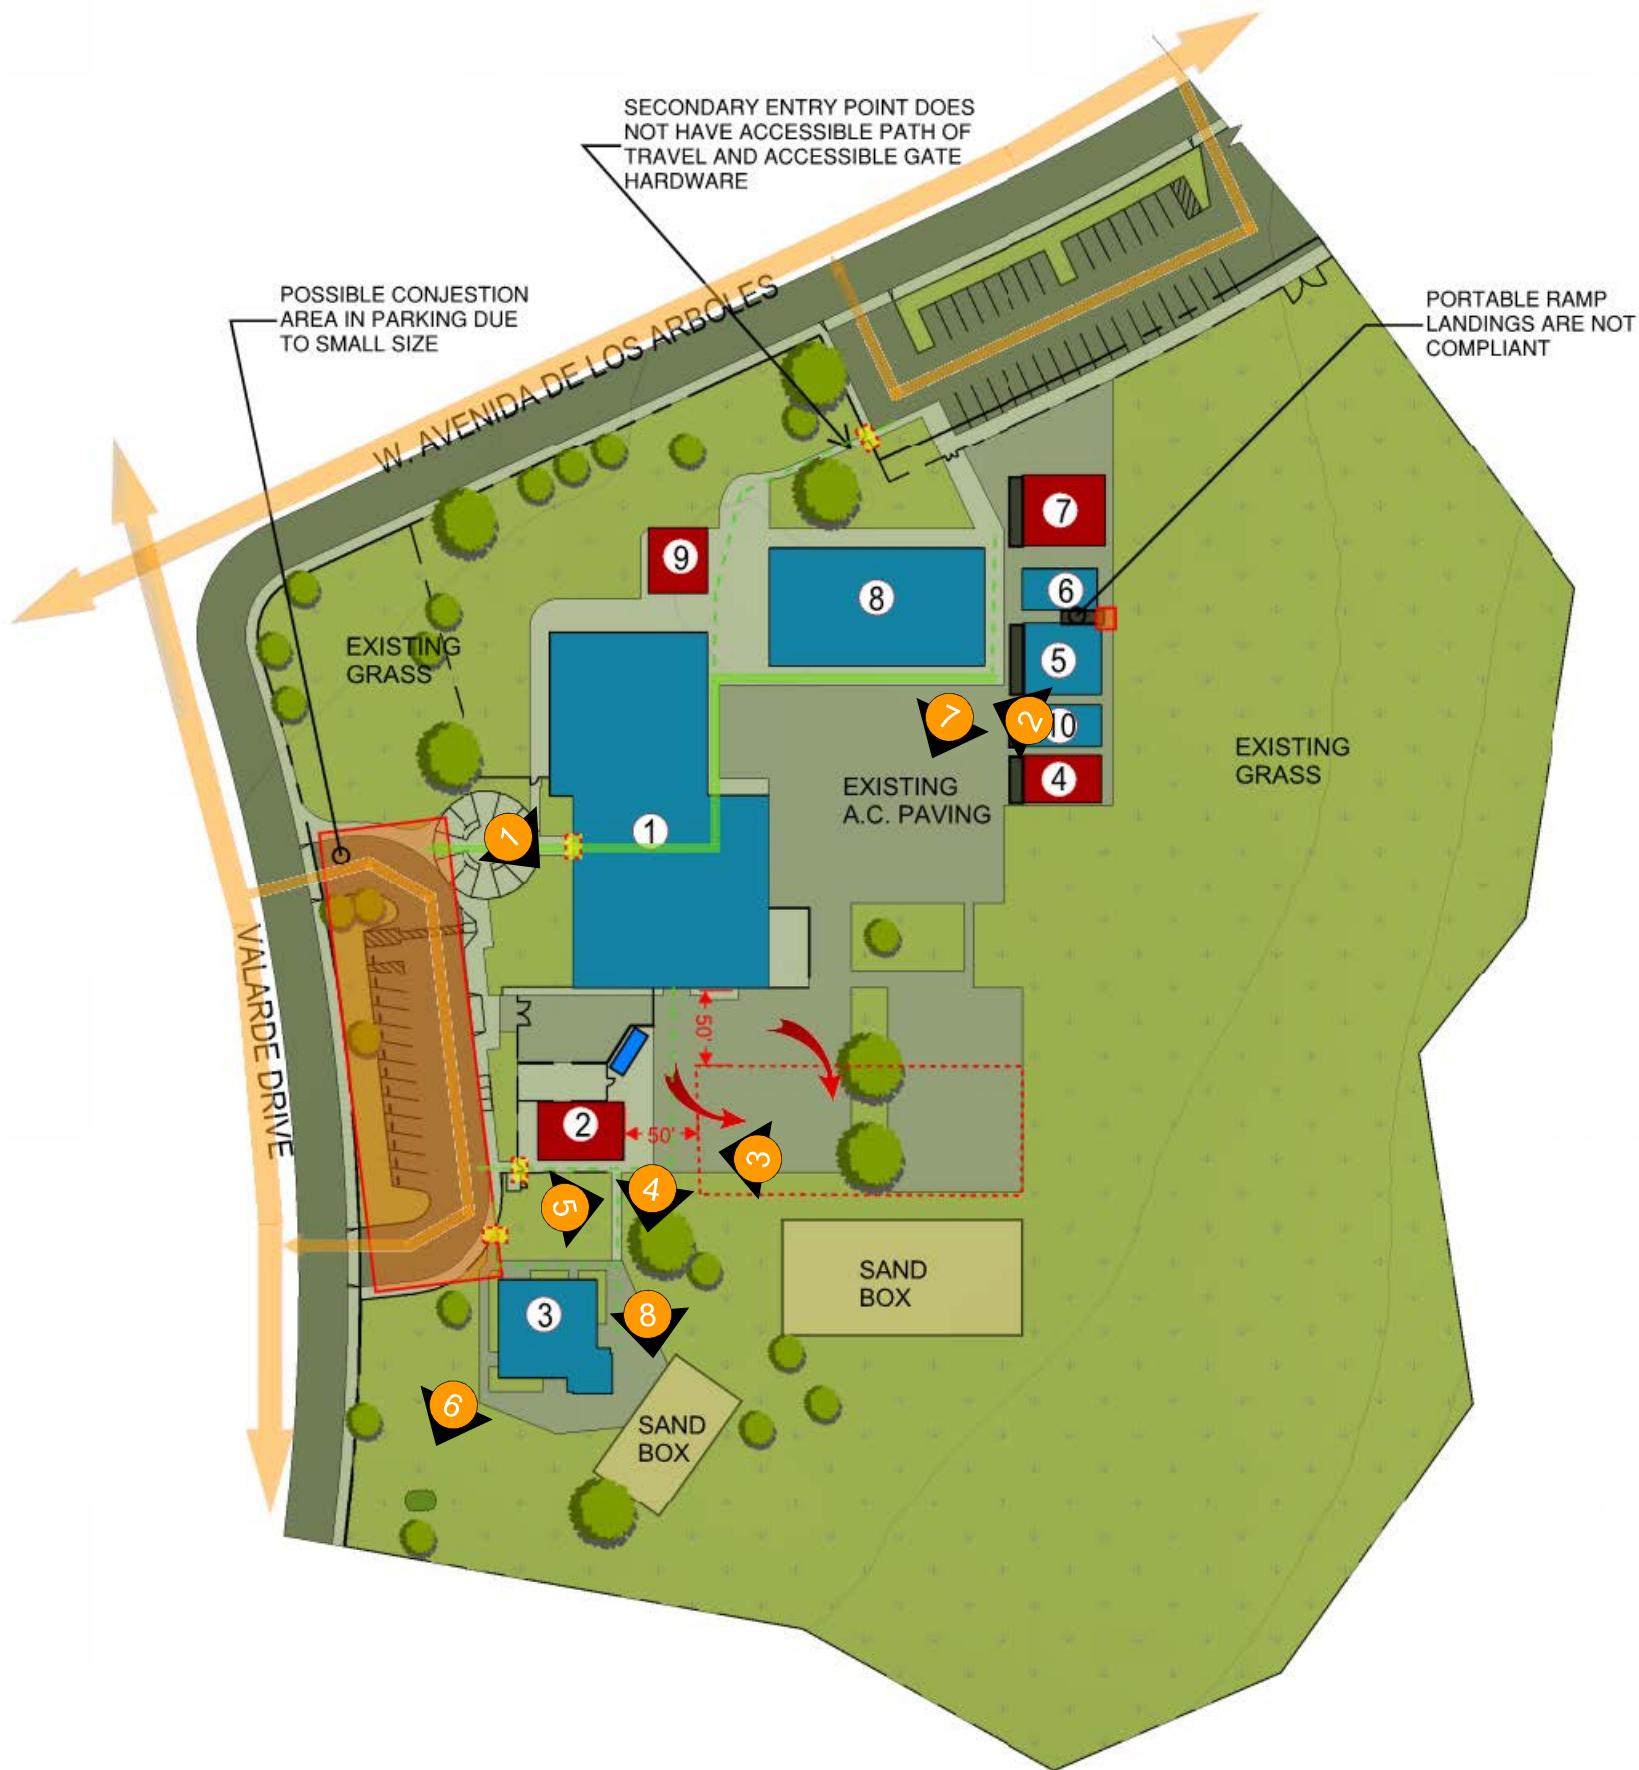 SECONDARY ENTRY POINT DOES
NOT HAVE ACCESSIBLE PATH OF
TRAVEL AND ACCESSIBLE GATE
HARDWARE
POSSIBLE CONJESTION
AREA IN PARKING DUE
TO SMALL SIZE
PORTABLE RAMP
LANDINGS ARE NOT
COMPLIANT
W. AVENIDA DE LOS ARBOLES
7
9
6
8
EXISTING
GRASS
5
7
2
10
EXISTING
GRASS
4
EXISTING
A.C. PAVING
1
1
VALARDE DRIVE
50'
2
50'
3
4
5
SAND
BOX
3
8
6
SAND
BOX